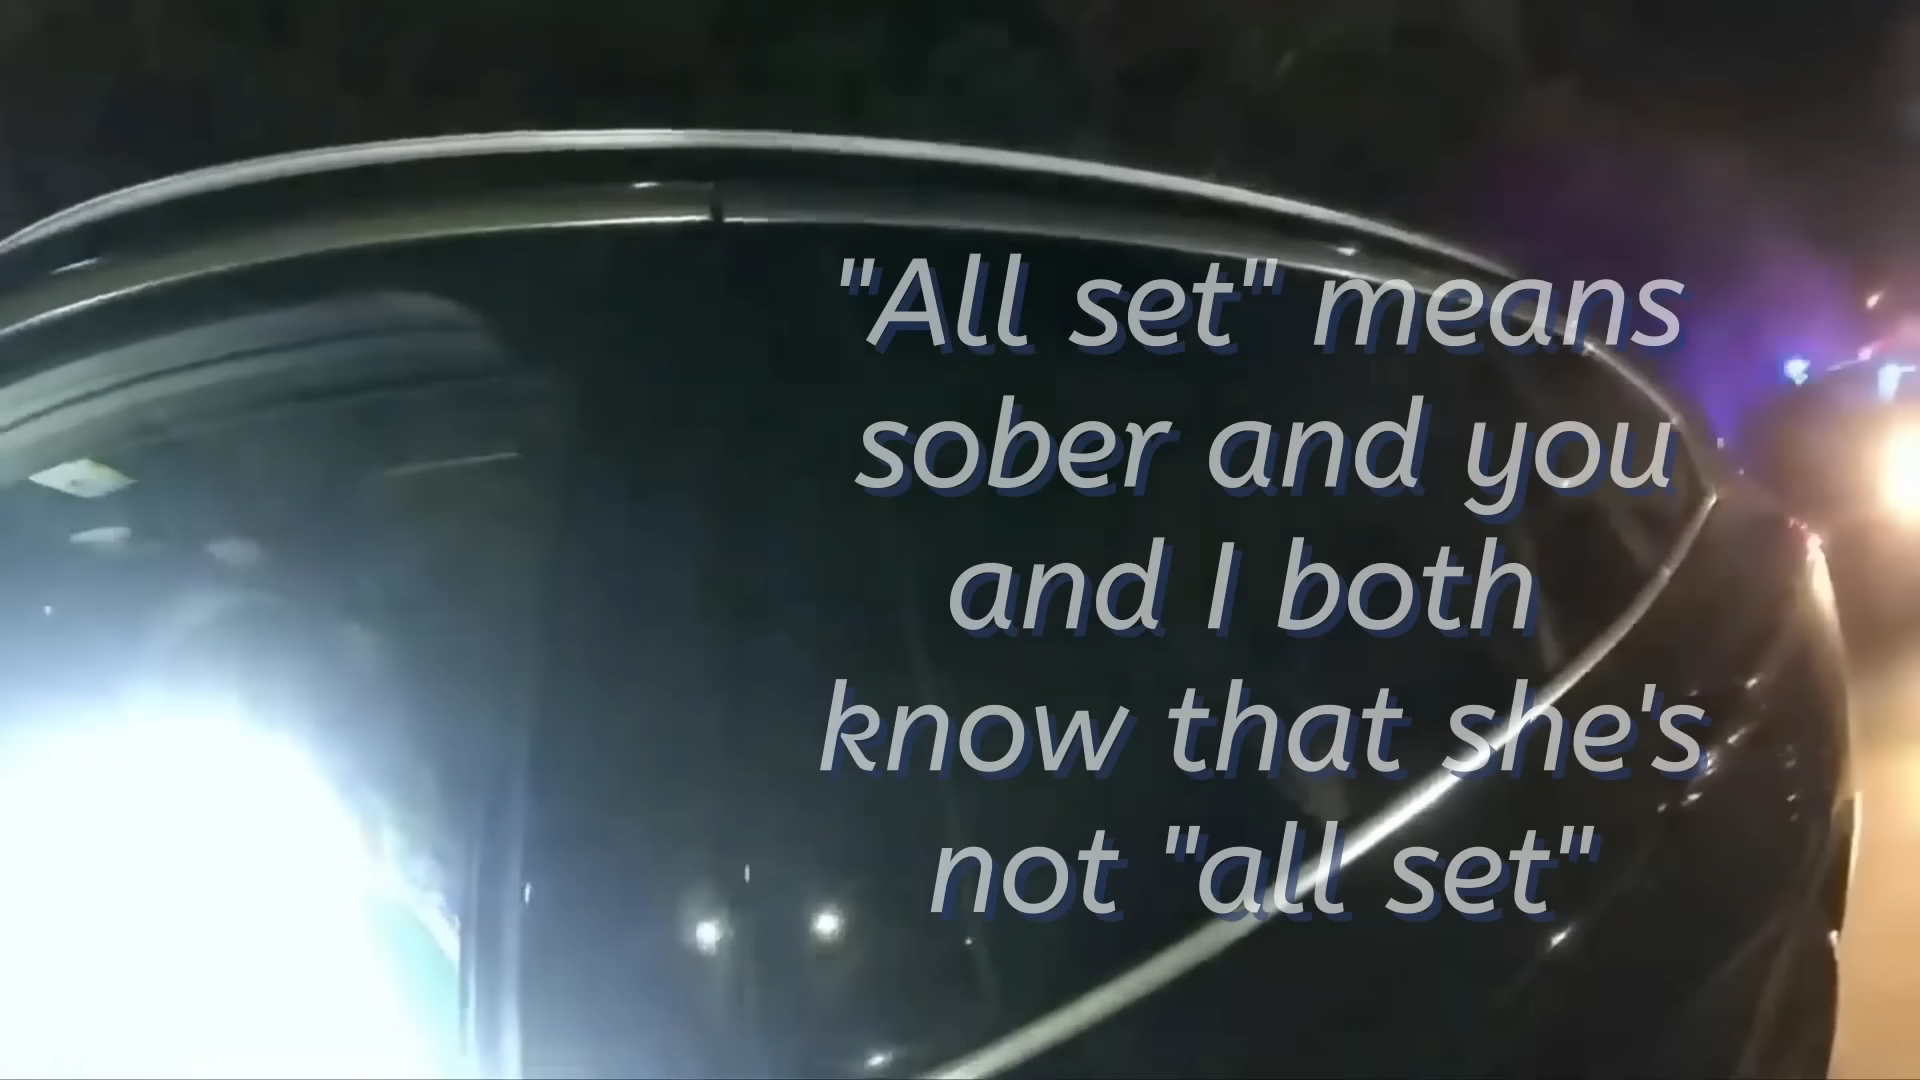 "All set" means
sober and you
and I both
know that she's
not "all set"